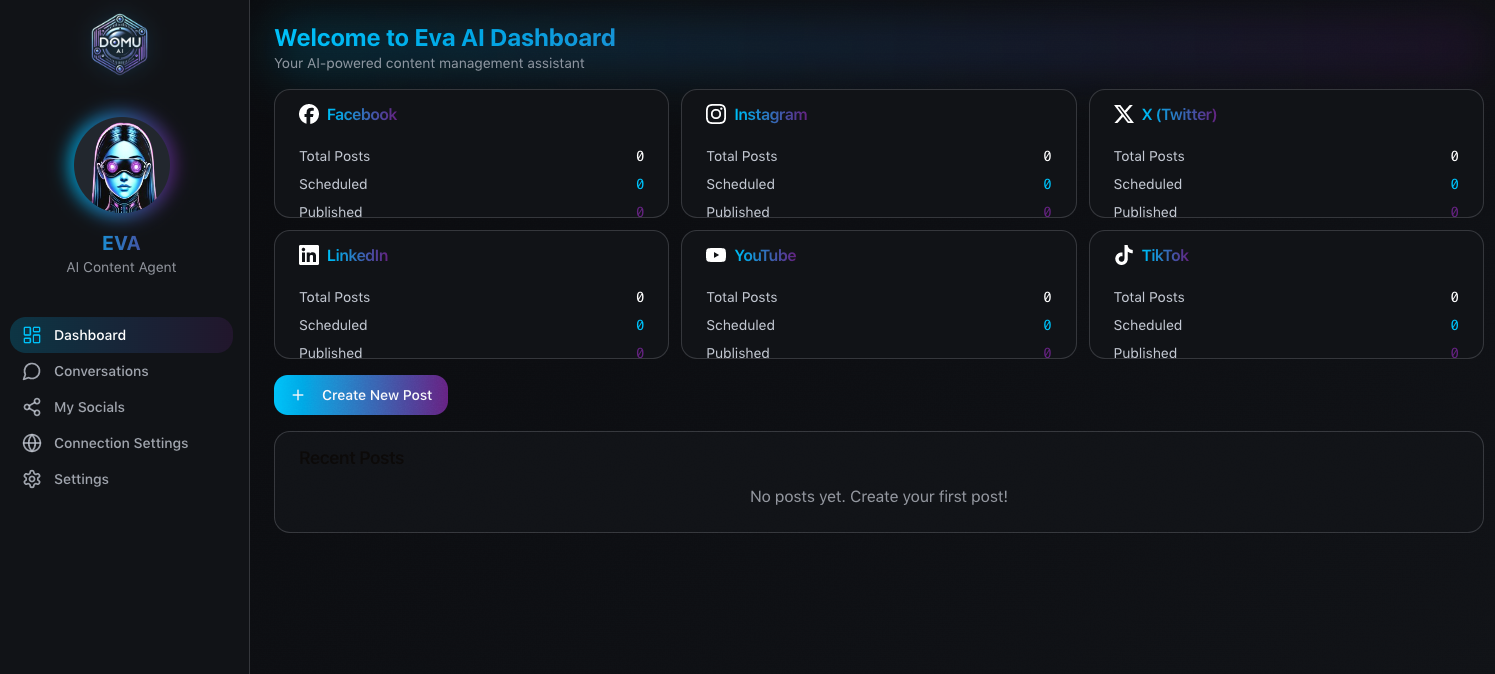 DOMU
AI
EVA
AI Content Agent
Dashboard
Conversations
My Socials
Connection Settings
Settings
Welcome to Eva AI Dashboard
Your AI-powered content management assistant
Facebook
Total Posts 0
Scheduled 0
Published 0
Instagram
Total Posts 0
Scheduled 0
Published 0
X (Twitter)
Total Posts 0
Scheduled 0
Published 0
LinkedIn
Total Posts 0
Scheduled 0
Published 0
YouTube
Total Posts 0
Scheduled 0
Published 0
TikTok
Total Posts 0
Scheduled 0
Published 0
+ Create New Post
Recent Posts
No posts yet. Create your first post!